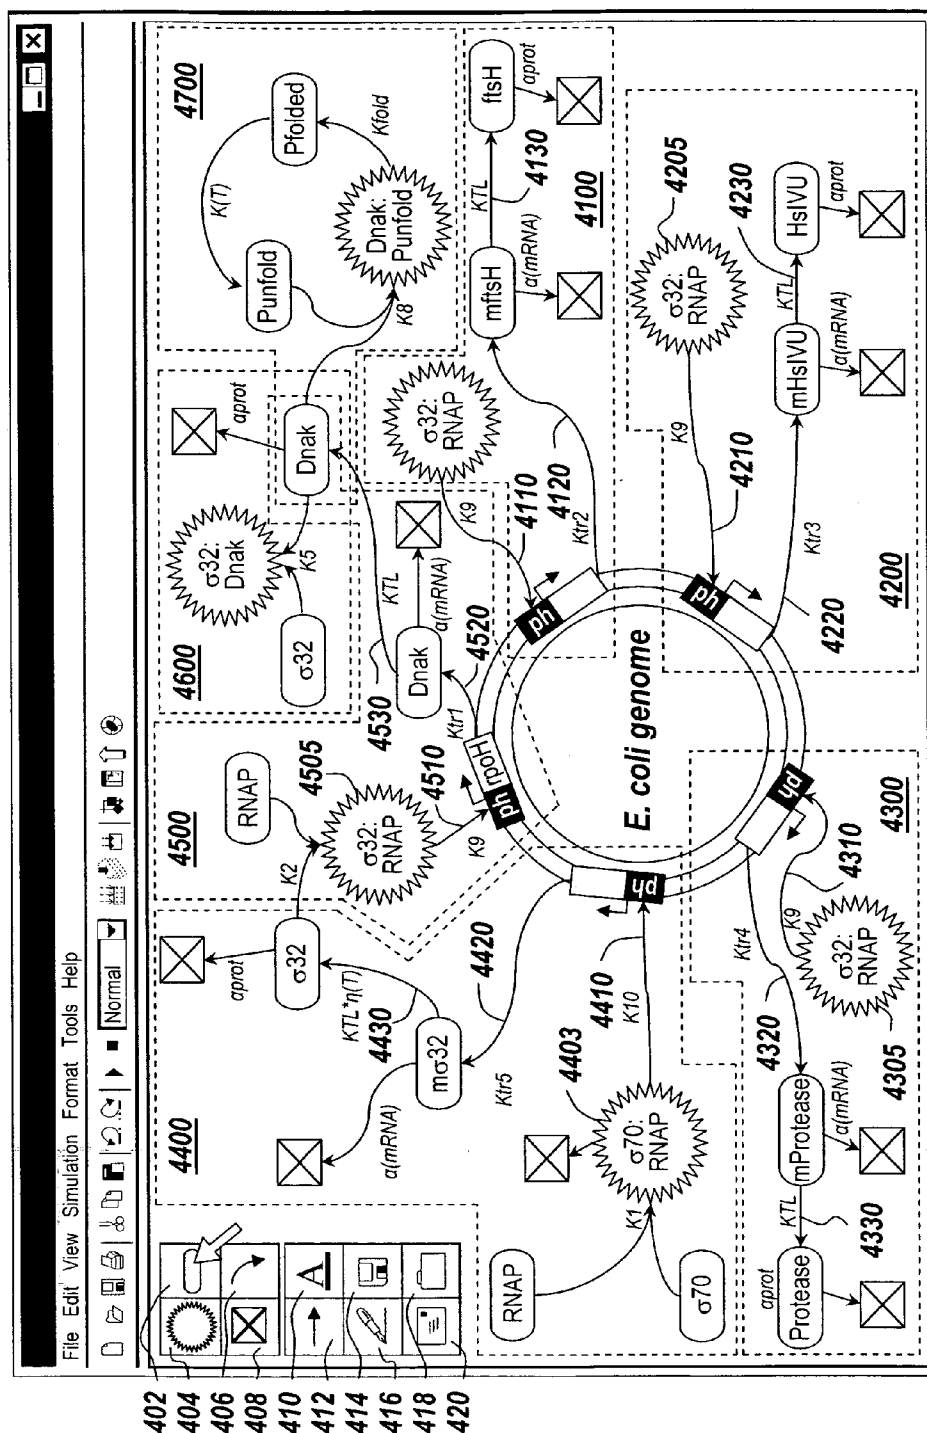 File Edit View Simulation Format Tools Help
Normal
402
404
406
408
410
412
414
416
418
420
A
4400
α(mRNA)
mσ32
KTL*η(T)
4430
σ32
αprot
Ktr5
4420
RNAP
σ70
K1
σ70:
RNAP
4403
K10
4410
ph
4500
RNAP
K2
σ32:
RNAP
4505
4510
K9
ph
rpoH
Ktr1
4520
Dnak
α(mRNA)
KTL
4530
4600
σ32
K5
σ32:
Dnak
Dnak
αprot
4700
K8
Punfold
K(T)
Pfolded
Kfold
Dnak:
Punfold
σ32:
RNAP
K9
4110
4120
Ktr2
ph
mftsH
α(mRNA)
KTL
4130
ftsH
αprot
4100
σ32:
RNAP
4205
K9
4210
ph
Ktr3
4220
4200
mHslVU
α(mRNA)
KTL
4230
HslVU
αprot
E. coli genome
4300
ph
4310
K9
σ32:
RNAP
4305
Ktr4
4320
mProtease
α(mRNA)
KTL
4330
Protease
αprot